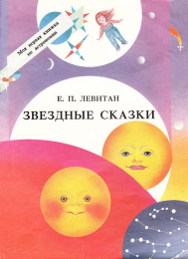 Моя первая книжка
по астрономии
Е. П. ЛЕВИТАН
ЗВЕЗДНЫЕ СКАЗКИ